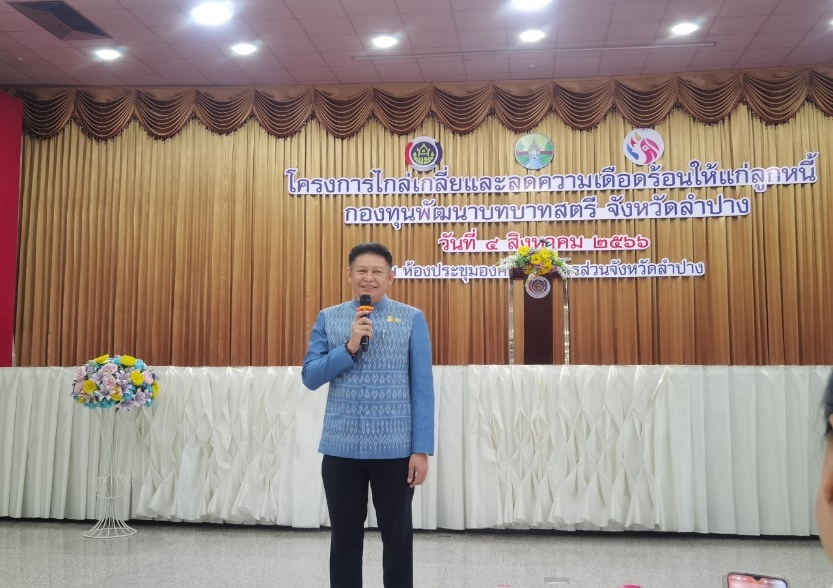 โครงการไกล่เกลี่ยและลดความเดือดร้อนให้แก่ลูกหนี้
กองทุนพัฒนาบทบาทสตรี จังหวัดลำปาง
วันที่ ๔ สิงหาคม ๒๕๖๖
ห้องประชุม ส่วนจังหวัดลำปาง